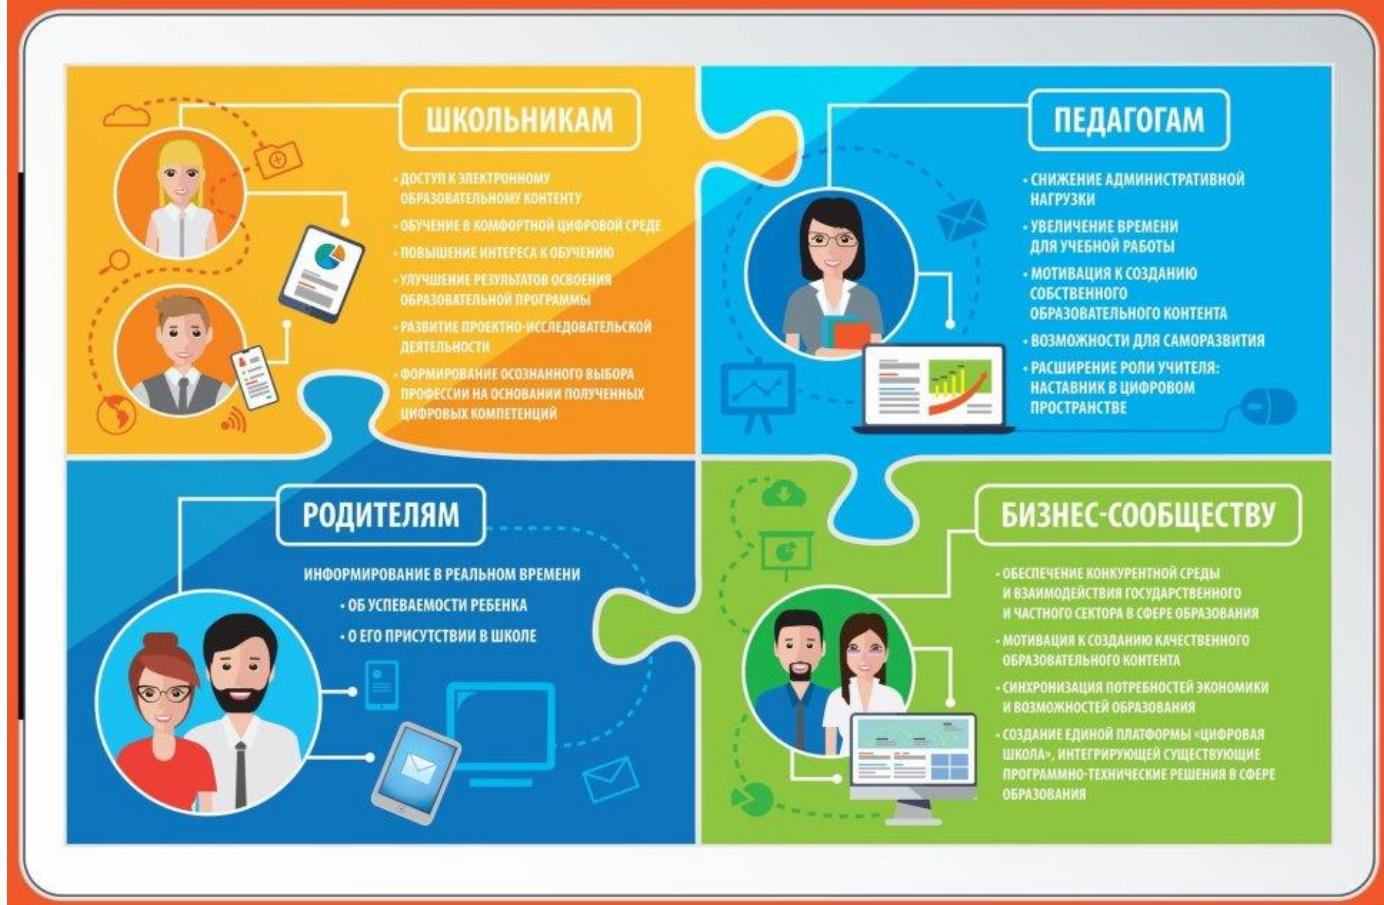 ШКОЛЬНИКАМ
• ДОСТУП К ЭЛЕКТРОННОМУ
ОБРАЗОВАТЕЛЬНОМУ КОНТЕНТУ
• ОБУЧЕНИЕ В КОМФОРТНОЙ ЦИФРОВОЙ СРЕДЕ
• ПОВЫШЕНИЕ ИНТЕРЕСА К ОБУЧЕНИЮ
• УЛУЧШЕНИЕ РЕЗУЛЬТАТОВ ОСВОЕНИЯ
ОБРАЗОВАТЕЛЬНОЙ ПРОГРАММЫ
• РАЗВИТИЕ ПРОЕКТНО-ИССЛЕДОВАТЕЛЬСКОЙ
ДЕЯТЕЛЬНОСТИ
• ФОРМИРОВАНИЕ ОСОЗНАННОГО ВЫБОРА
ПРОФЕССИИ НА ОСНОВАНИИ ПОЛУЧЕННЫХ
ЦИФРОВЫХ КОМПЕТЕНЦИЙ
ПЕДАГОГАМ
• СНИЖЕНИЕ АДМИНИСТРАТИВНОЙ
НАГРУЗКИ
• УВЕЛИЧЕНИЕ ВРЕМЕНИ
ДЛЯ УЧЕБНОЙ РАБОТЫ
• МОТИВАЦИЯ К СОЗДАНИЮ
СОБСТВЕННОГО
ОБРАЗОВАТЕЛЬНОГО КОНТЕНТА
• ВОЗМОЖНОСТИ ДЛЯ САМОРАЗВИТИЯ
• РАСШИРЕНИЕ РОЛИ УЧИТЕЛЯ:
НАСТАВНИК В ЦИФРОВОМ
ПРОСТРАНСТВЕ
РОДИТЕЛЯМ
ИНФОРМИРОВАНИЕ В РЕАЛЬНОМ ВРЕМЕНИ
• ОБ УСПЕВАЕМОСТИ РЕБЕНКА
• О ЕГО ПРИСУТСТВИИ В ШКОЛЕ
БИЗНЕС-СООБЩЕСТВУ
• ОБЕСПЕЧЕНИЕ КОНКУРЕНТНОЙ СРЕДЫ
И ВЗАИМОДЕЙСТВИЯ ГОСУДАРСТВЕННОГО
И ЧАСТНОГО СЕКТОРА В СФЕРЕ ОБРАЗОВАНИЯ
• МОТИВАЦИЯ К СОЗДАНИЮ КАЧЕСТВЕННОГО
ОБРАЗОВАТЕЛЬНОГО КОНТЕНТА
• СИНХРОНИЗАЦИЯ ПОТРЕБНОСТЕЙ ЭКОНОМИКИ
И ВОЗМОЖНОСТЕЙ ОБРАЗОВАНИЯ
• СОЗДАНИЕ ЕДИНОЙ ПЛАТФОРМЫ «ЦИФРОВАЯ
ШКОЛА», ИНТЕГРИРУЮЩЕЙ СУЩЕСТВУЮЩИЕ
ПРОГРАММНО-ТЕХНИЧЕСКИЕ РЕШЕНИЯ В СФЕРЕ
ОБРАЗОВАНИЯ